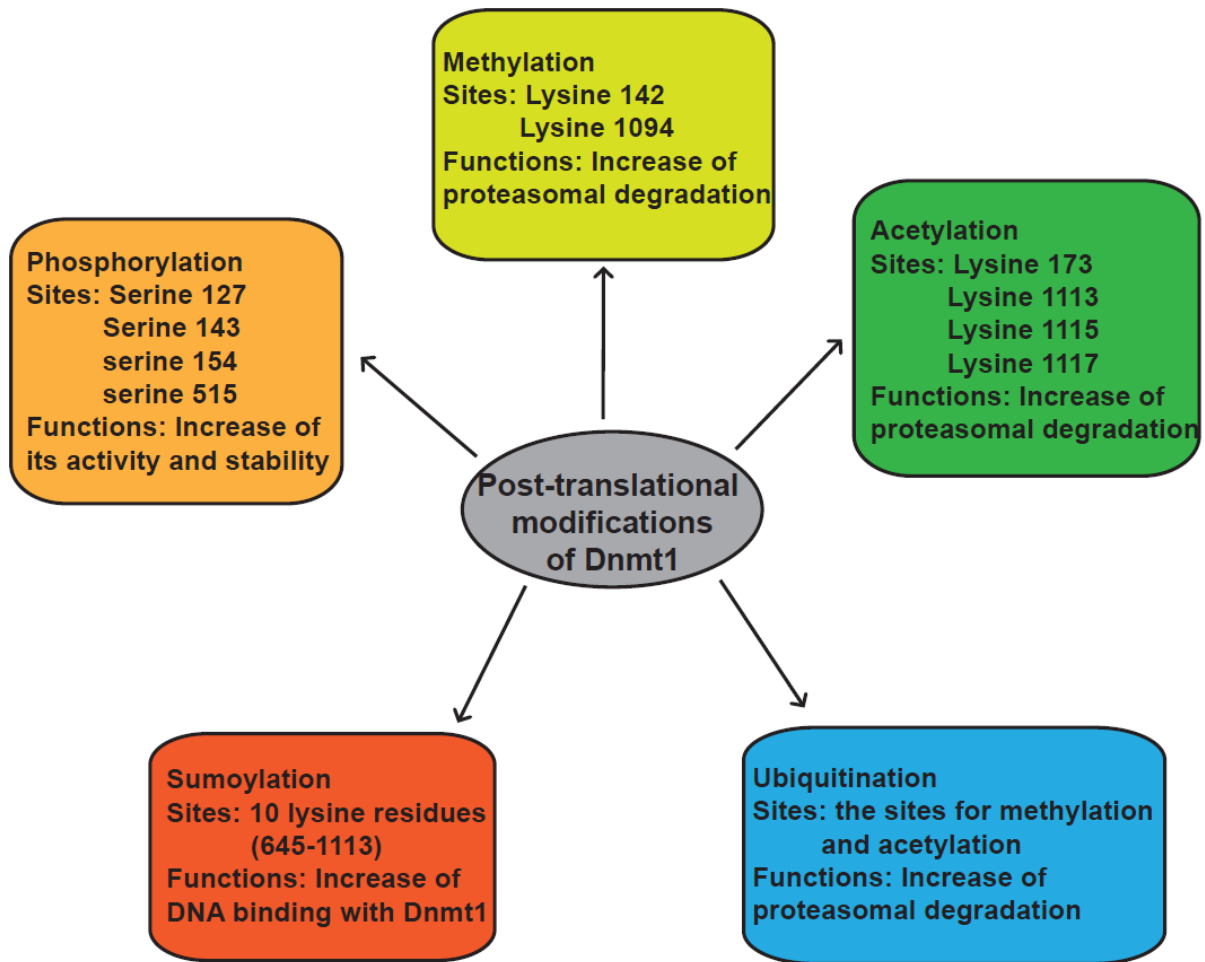 Methylation
Sites: Lysine 142
Lysine 1094
Functions: Increase of
proteasomal degradation
Phosphorylation
Sites: Serine 127
Serine 143
serine 154
serine 515
Functions: Increase of
its activity and stability
Acetylation
Sites: Lysine 173
Lysine 1113
Lysine 1115
Lysine 1117
Functions: Increase of
proteasomal degradation
Post-translational
modifications
of Dnmt1
Sumoylation
Sites: 10 lysine residues
(645-1113)
Functions: Increase of
DNA binding with Dnmt1
Ubiquitination
Sites: the sites for methylation
and acetylation
Functions: Increase of
proteasomal degradation